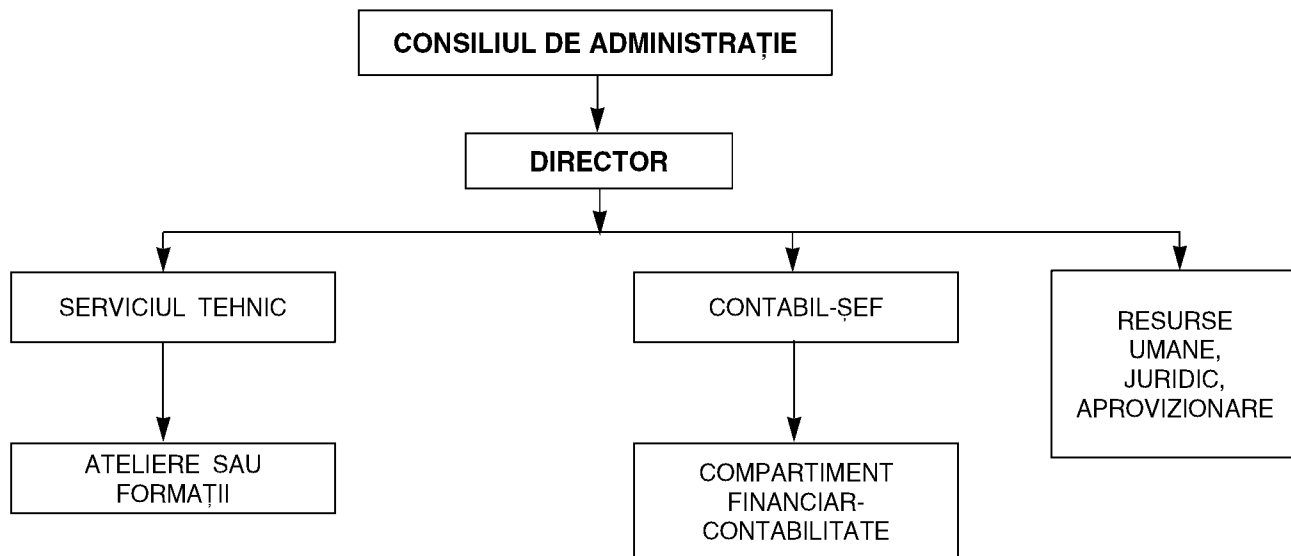 CONSILIUL DE ADMINISTRAȚIE
DIRECTOR
SERVICIUL TEHNIC
CONTABIL-ȘEF
RESURSE
UMANE,
JURIDIC,
APROVIZIONARE
ATELIERE SAU
FORMAȚII
COMPARTIMENT
FINANCIAR-
CONTABILITATE